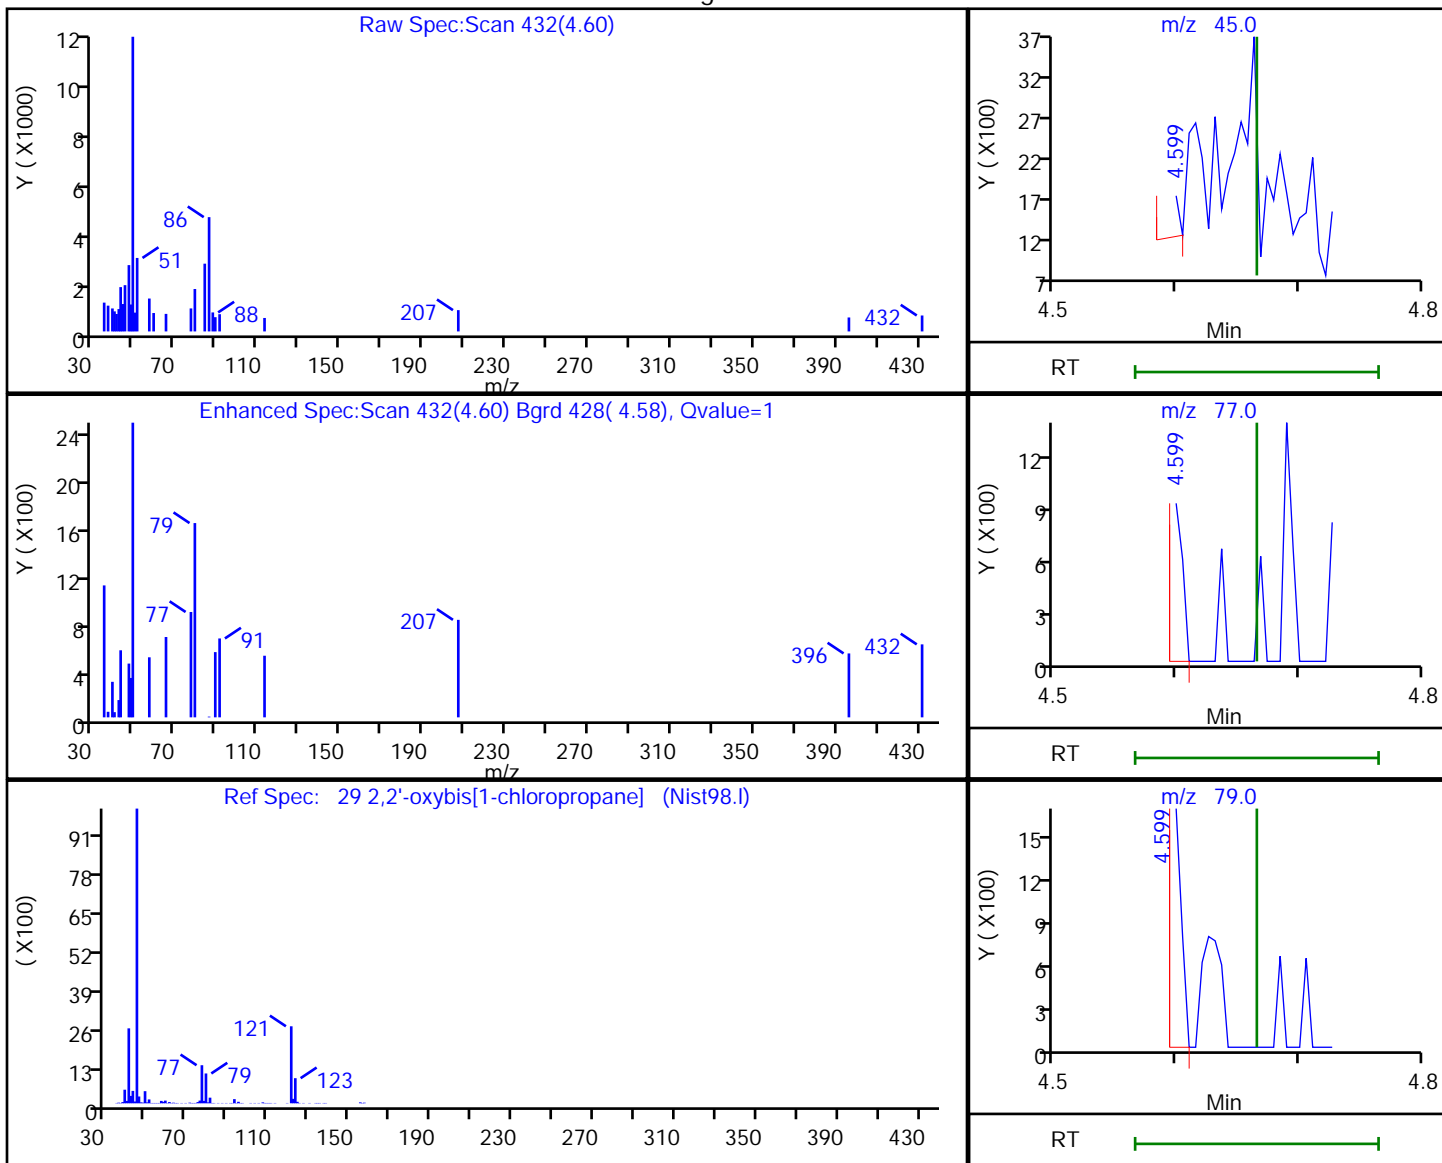 Raw Spec:Scan 432(4.60)
12
10
8
6
4
2
0
Y ( X1000)
86
51
88
207
432
30 70 110 150 190 230 270 310 350 390 430
m/z
m/z 45.0
37
32
27
22
17
12
7
Y ( X100)
4.599
4.5 4.8
Min
RT
Enhanced Spec:Scan 432(4.60) Bgrd 428( 4.58), Qvalue=1
24
20
16
12
8
4
0
Y ( X100)
79
77
91
207
396
432
30 70 110 150 190 230 270 310 350 390 430
m/z
m/z 77.0
12
9
6
3
0
Y ( X100)
4.599
4.5 4.8
Min
RT
Ref Spec: 29 2,2'-oxybis[1-chloropropane] (Nist98.l)
91
78
65
52
39
26
13
0
( X100)
121
77
79
123
30 70 110 150 190 230 270 310 350 390 430
m/z 79.0
15
12
9
6
3
0
Y ( X100)
4.599
4.5 4.8
Min
RT